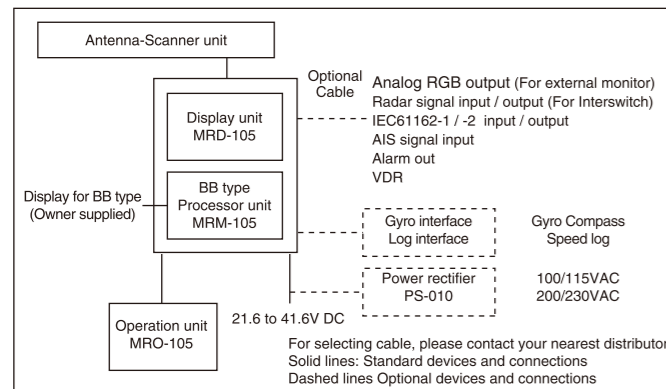 Antenna-Scanner unit
Optional
Cable
Analog RGB output (For external monitor)
Radar signal input / output (For Interswitch)
IEC61162-1 / -2 input / output
AIS signal input
Alarm out
VDR
Display unit
MRD-105
Display for BB type
(Owner supplied)
BB type
Processor unit
MRM-105
Gyro interface
Log interface
Gyro Compass
Speed log
Power rectifier
PS-010
100/115VAC
200/230VAC
21.6 to 41.6V DC
Operation unit
MRO-105
For selecting cable, please contact your nearest distributor
Solid lines: Standard devices and connections
Dashed lines Optional devices and connections